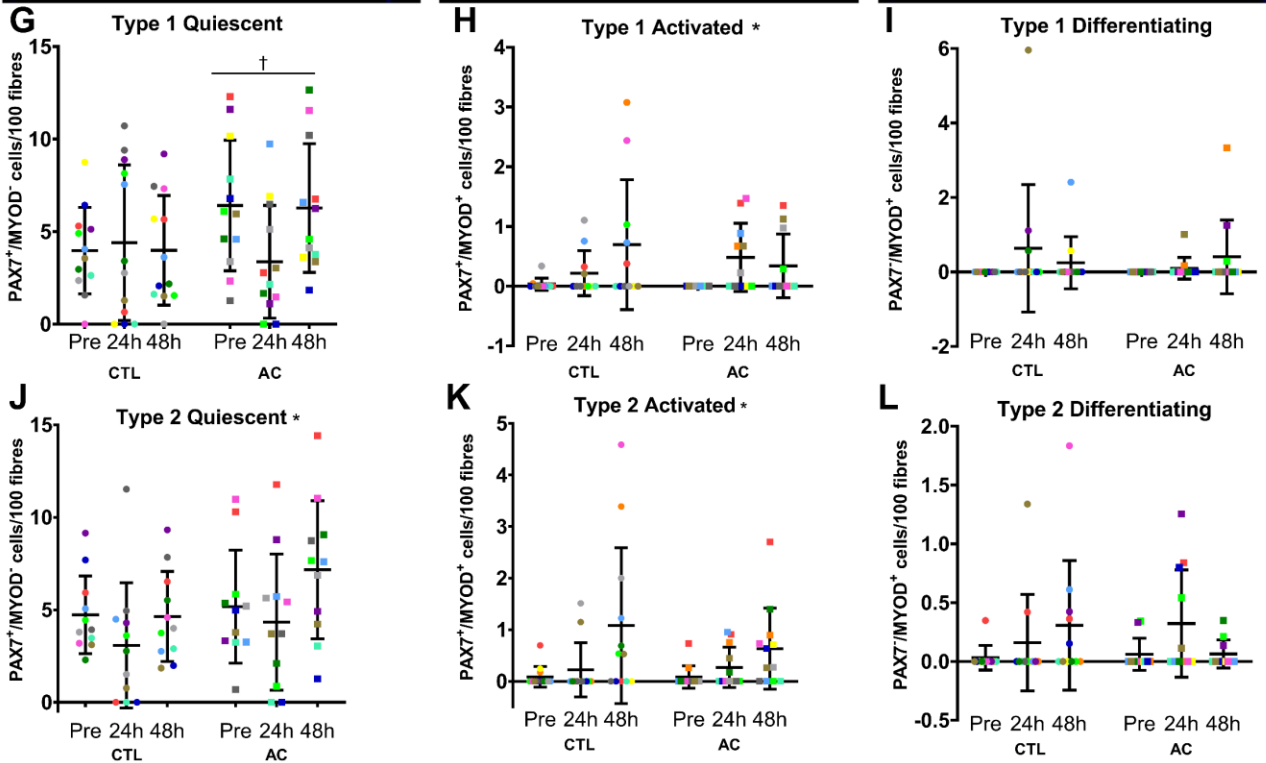 G
Type 1 Quiescent
PAX7⁺/MYOD⁻ cells/100 fibres
15
10
5
0
†
Pre 24h 48h Pre 24h 48h
CTL AC
H
Type 1 Activated *
PAX7⁺/MYOD⁺ cells/100 fibres
4
3
2
1
0
-1
Pre 24h 48h Pre 24h 48h
CTL AC
I
Type 1 Differentiating
PAX7⁻/MYOD⁺ cells/100 fibres
6
4
2
0
-2
Pre 24h 48h Pre 24h 48h
CTL AC
J
Type 2 Quiescent *
PAX7⁺/MYOD⁻ cells/100 fibres
15
10
5
0
Pre 24h 48h Pre 24h 48h
CTL AC
K
Type 2 Activated *
PAX7⁺/MYOD⁺ cells/100 fibres
5
4
3
2
1
0
Pre 24h 48h Pre 24h 48h
CTL AC
L
Type 2 Differentiating
PAX7⁻/MYOD⁺ cells/100 fibres
2.0
1.5
1.0
0.5
0.0
-0.5
Pre 24h 48h Pre 24h 48h
CTL AC